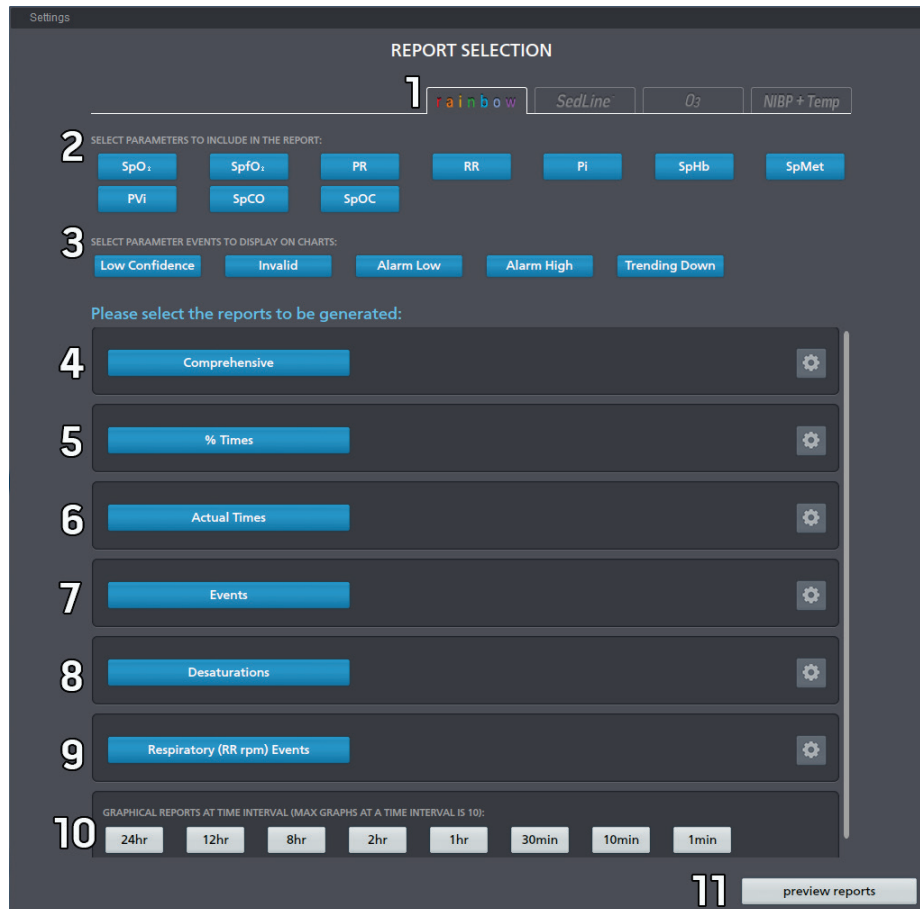 Settings
REPORT SELECTION
1 rainbow SedLine O₃ NIBP + Temp
2 SELECT PARAMETERS TO INCLUDE IN THE REPORT:
SpO₂ SpfO₂ PR RR Pi SpHb SpMet
PVi SpCO SpOC
3 SELECT PARAMETER EVENTS TO DISPLAY ON CHARTS:
Low Confidence Invalid Alarm Low Alarm High Trending Down
Please select the reports to be generated:
4 Comprehensive
5 % Times
6 Actual Times
7 Events
8 Desaturations
9 Respiratory (RR rpm) Events
GRAPHICAL REPORTS AT TIME INTERVAL (MAX GRAPHS AT A TIME INTERVAL IS 10):
10 24hr 12hr 8hr 2hr 1hr 30min 10min 1min
11 preview reports